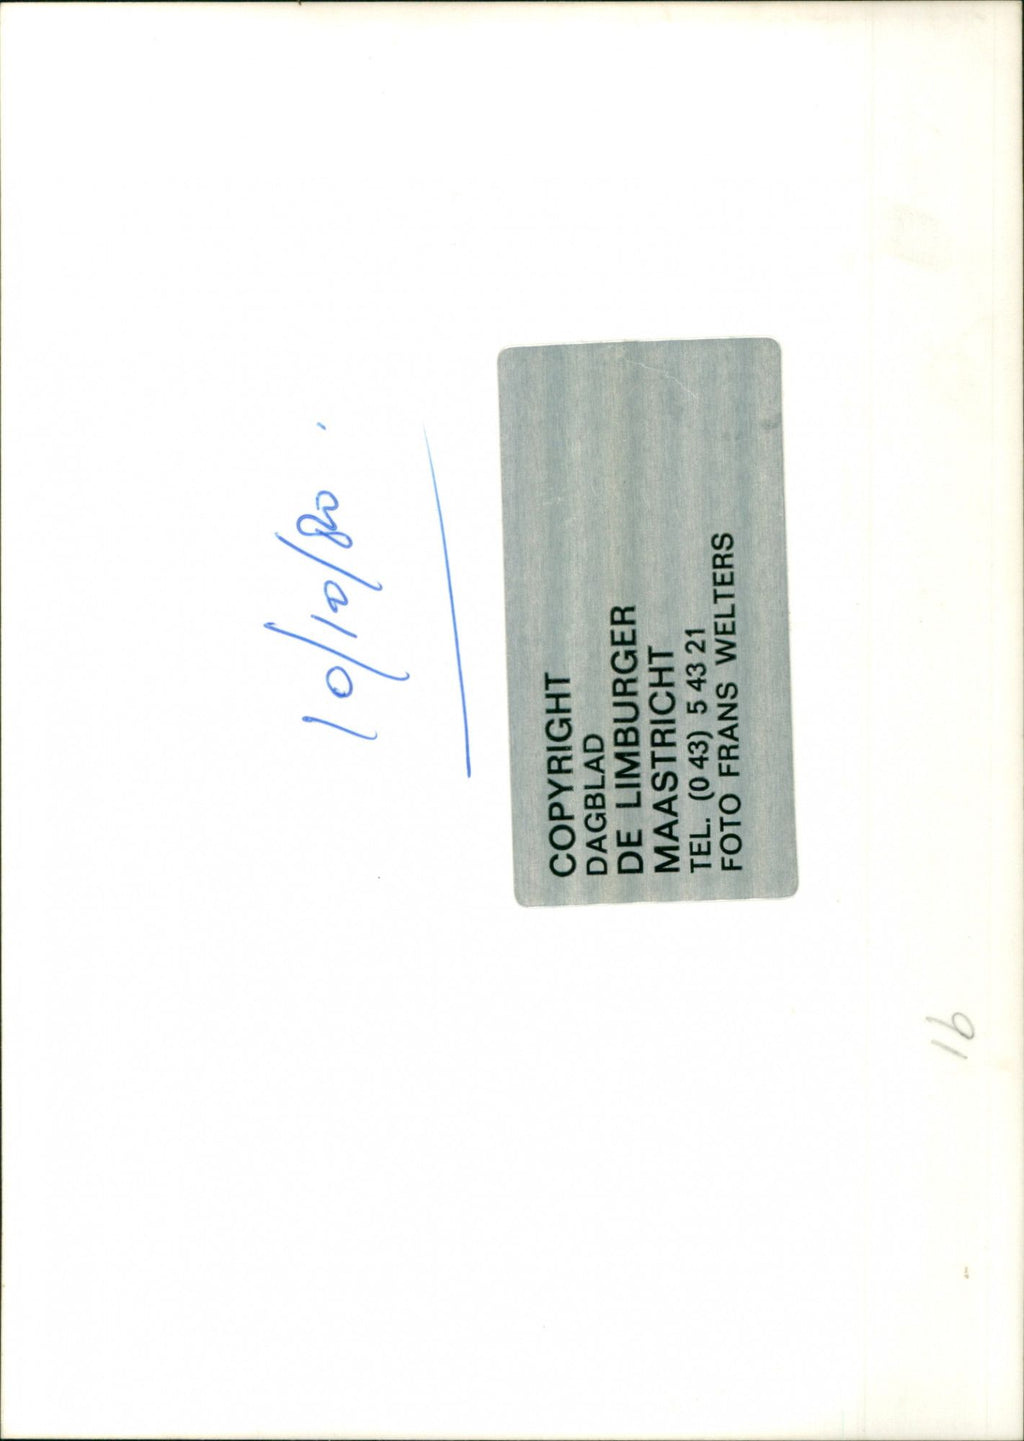 10/10/80.
COPYRIGHT
DAGBLAD
DE LIMBURGER
MAASTRICHT
TEL. (0 43) 5 43 21
FOTO FRANS WELTERS
16